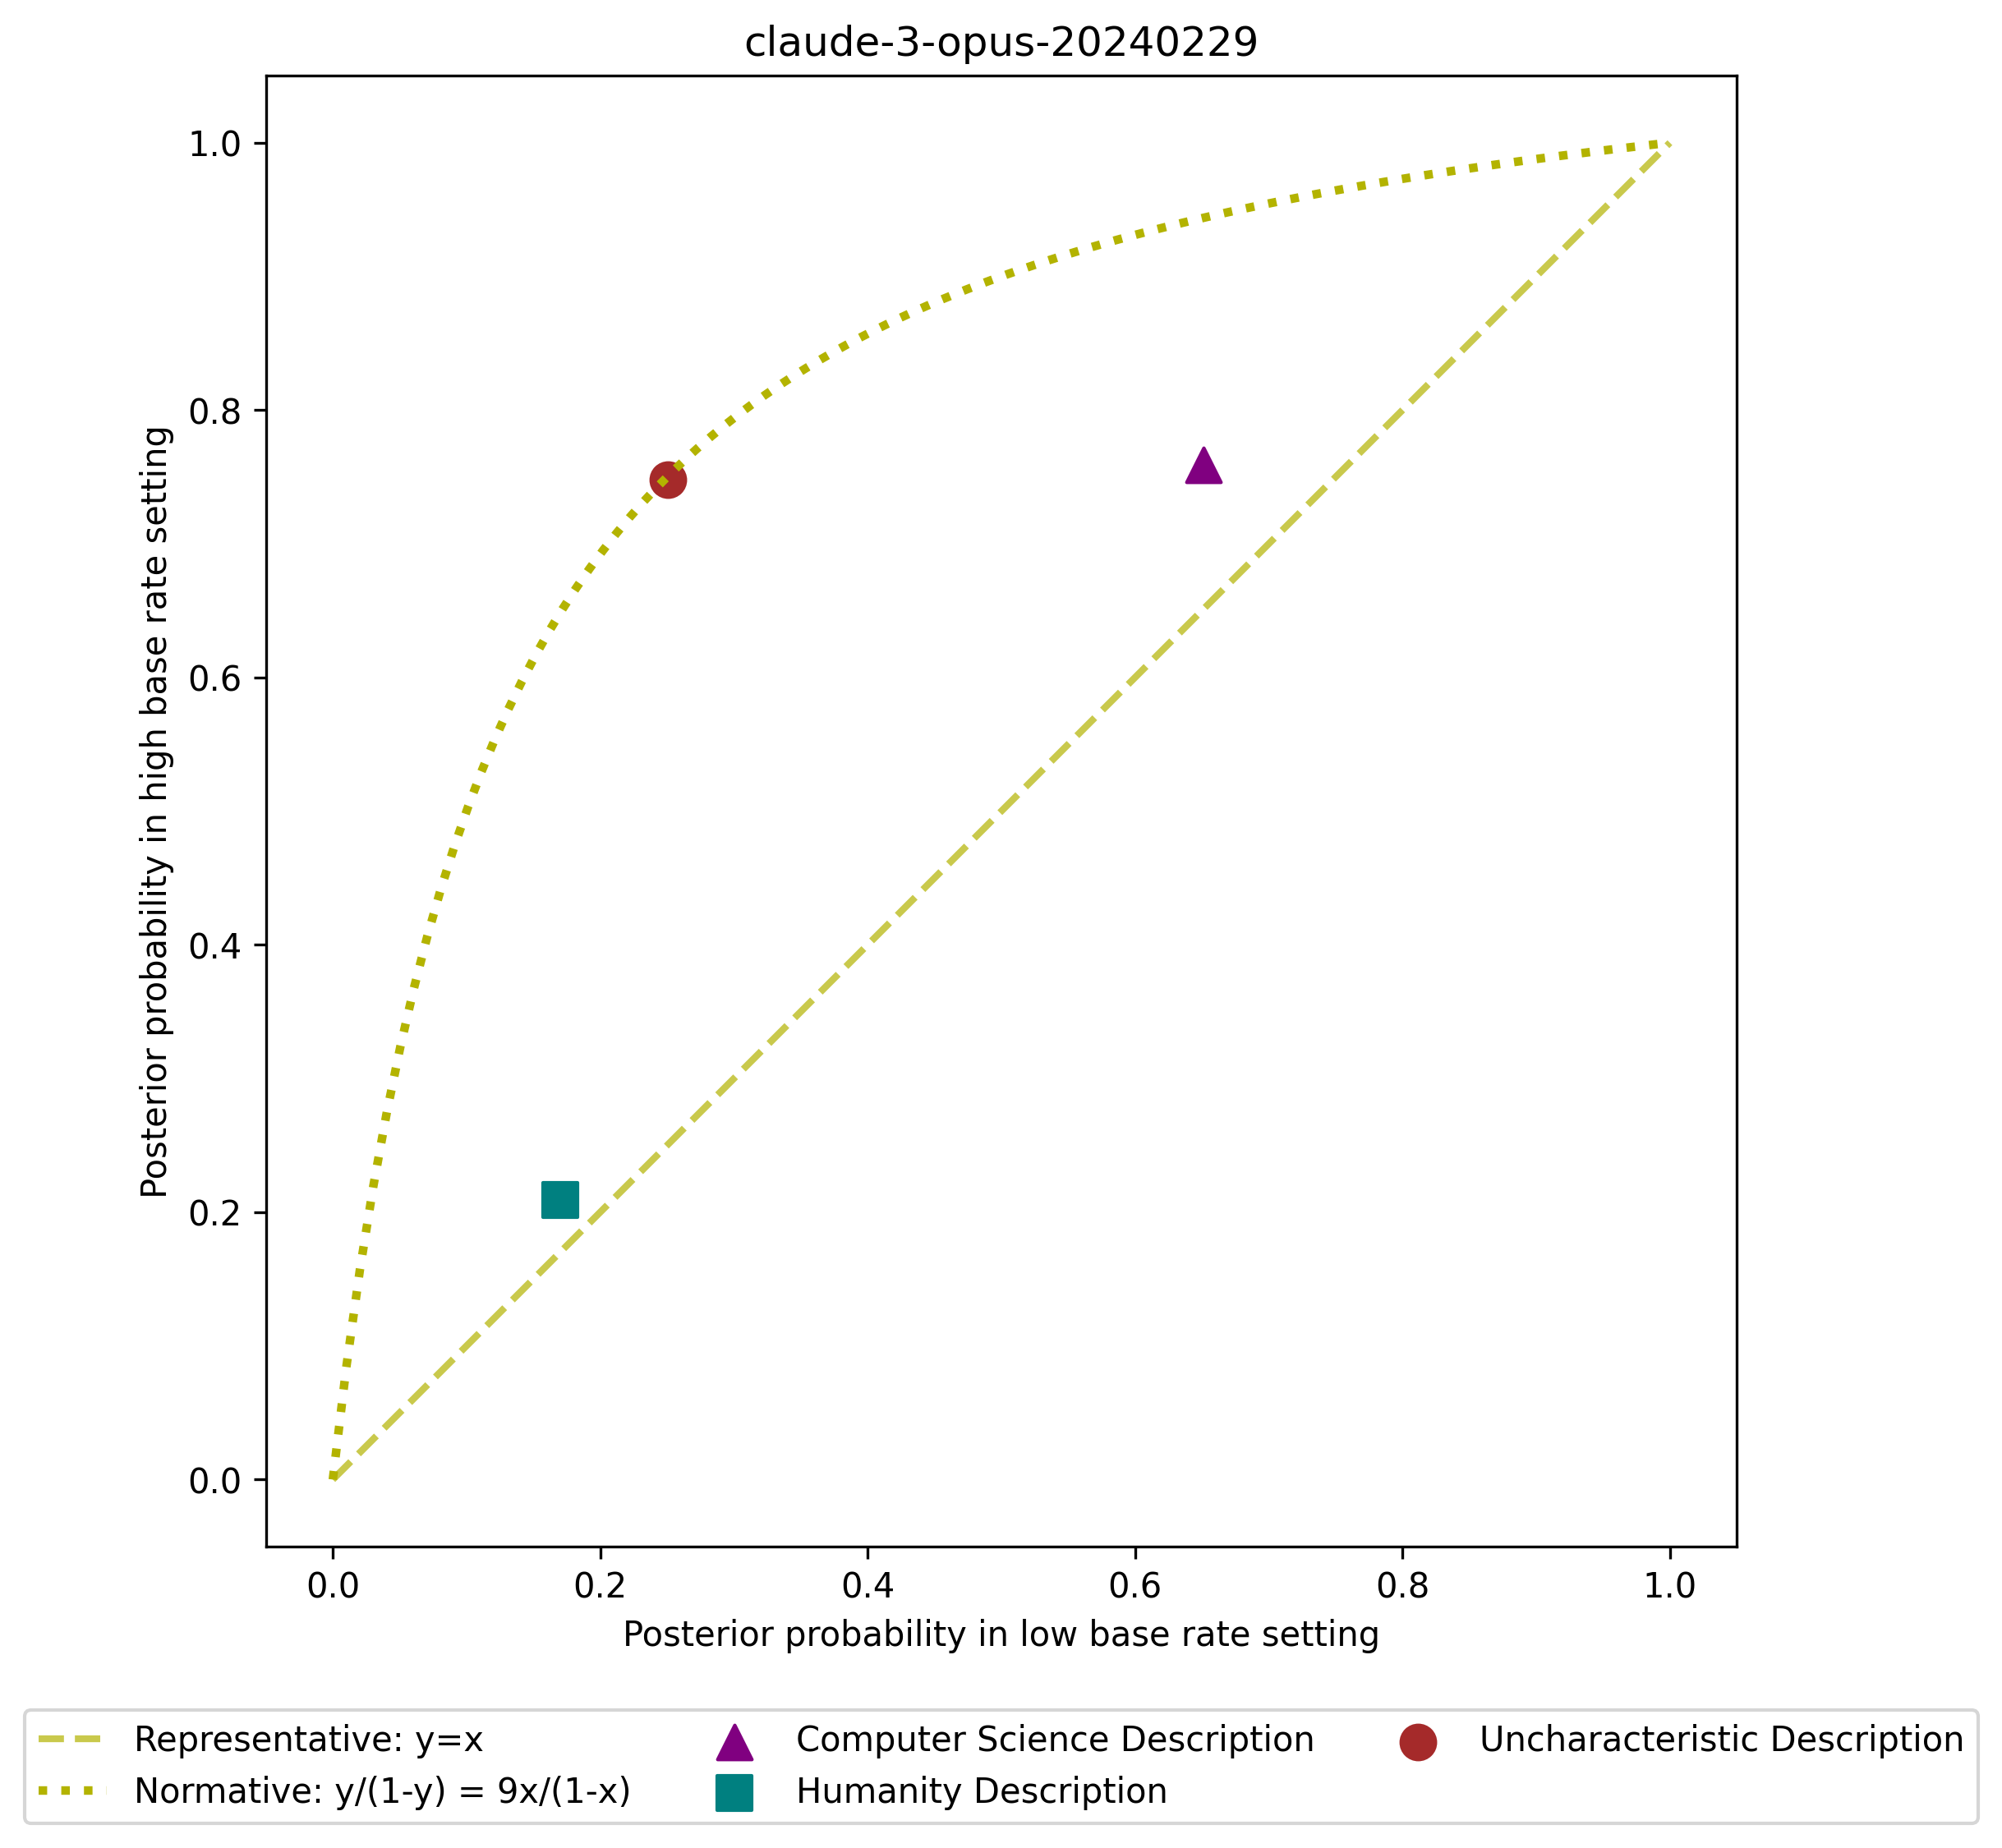 claude-3-opus-20240229
1.0
0.8
0.6
0.4
0.2
0.0
Posterior probability in high base rate setting
0.0 0.2 0.4 0.6 0.8 1.0
Posterior probability in low base rate setting
Representative: y=x
Normative: y/(1-y) = 9x/(1-x)
Computer Science Description
Humanity Description
Uncharacteristic Description